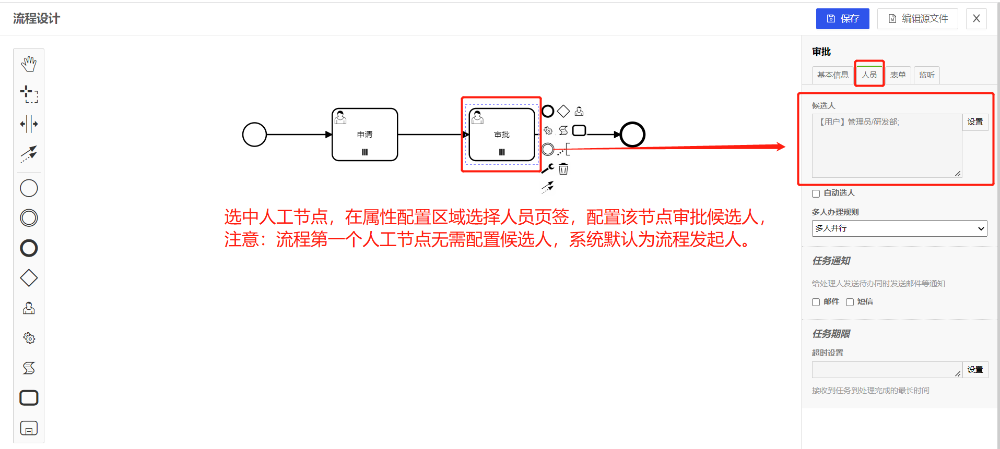 流程设计
保存
编辑源文件
X
审批
基本信息
人员
表单
监听
候选人
【用户】管理员/研发部;
设置
申请
审批
自动选人
多人办理规则
多人并行
选中人工节点，在属性配置区域选择人员页签，配置该节点审批候选人，
注意：流程第一个人工节点无需配置候选人，系统默认为流程发起人。
任务通知
给处理人发送待办同时发送邮件等通知
邮件
短信
任务期限
超时设置
设置
接收到任务到处理完成的最长时间